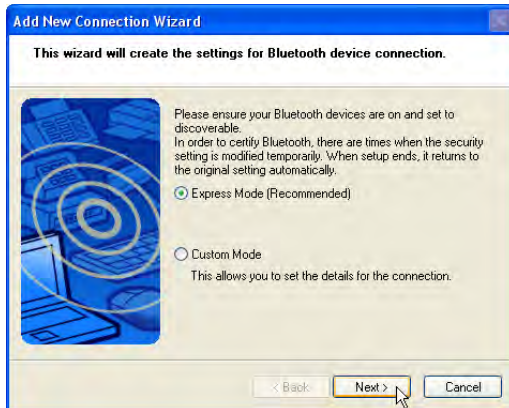 Add New Connection Wizard
This wizard will create the settings for Bluetooth device connection.
Please ensure your Bluetooth devices are on and set to
discoverable.
In order to certify Bluetooth, there are times when the security
setting is modified temporarily. When setup ends, it returns to
the original setting automatically.
Express Mode (Recommended)
Custom Mode
This allows you to set the details for the connection.
< Back Next > Cancel